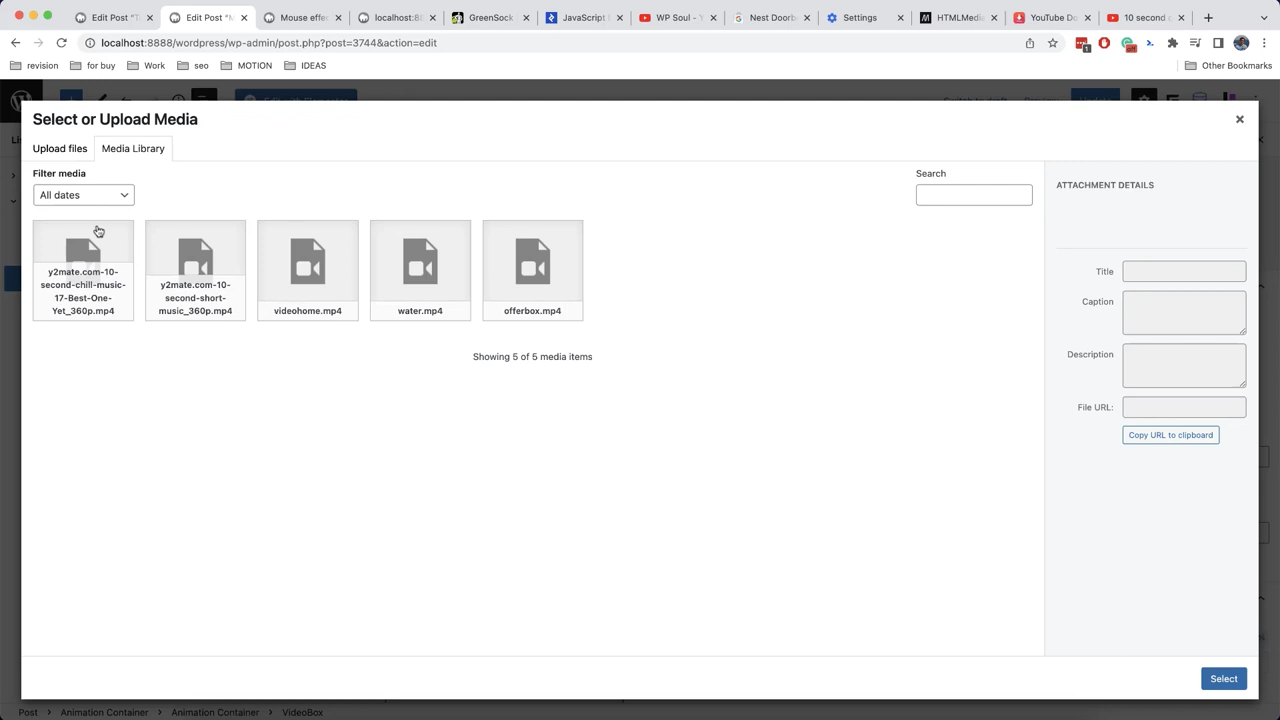 Edit Post "T
Edit Post "M
Mouse effec
localhost:88
GreenSock
JavaScript
WP Soul - Y
Nest Doorb
Settings
HTMLMedi
YouTube Do
10 second c
localhost:8888/wordpress/wp-admin/post.php?post=3744&action=edit
revision
for buy
Work
seo
MOTION
IDEAS
Other Bookmarks
Select or Upload Media
Upload files
Media Library
Filter media
All dates
Search
y2mate.com-10-
second-chill-music-
17-Best-One-
Yet_360p.mp4
y2mate.com-10-
second-short-
music_360p.mp4
videohome.mp4
water.mp4
offerbox.mp4
Showing 5 of 5 media items
ATTACHMENT DETAILS
Title
Caption
Description
File URL:
Copy URL to clipboard
Select
Post
Animation Container
Animation Container
VideoBox